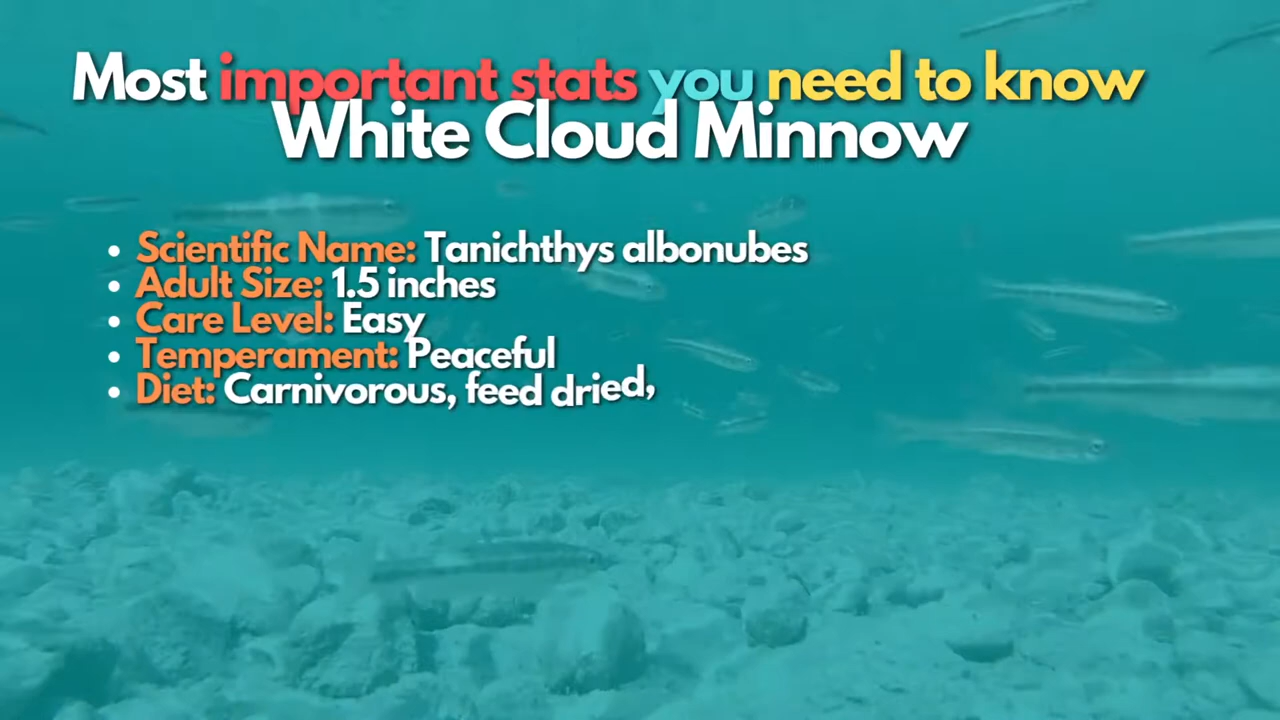 Most important stats you need to know
White Cloud Minnow
• Scientific Name: Tanichthys albonubes
• Adult Size: 1.5 inches
• Care Level: Easy
• Temperament: Peaceful
• Diet: Carnivorous, feed dried,